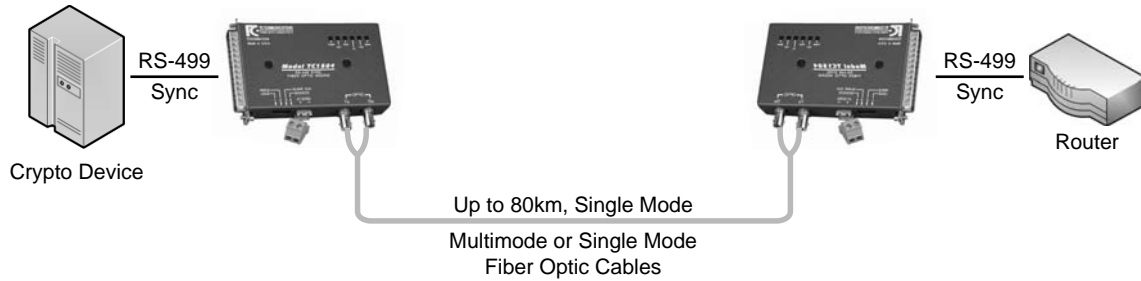 RS-499
Sync
Crypto Device
RS-499
Sync
Router
Up to 80km, Single Mode
Multimode or Single Mode
Fiber Optic Cables